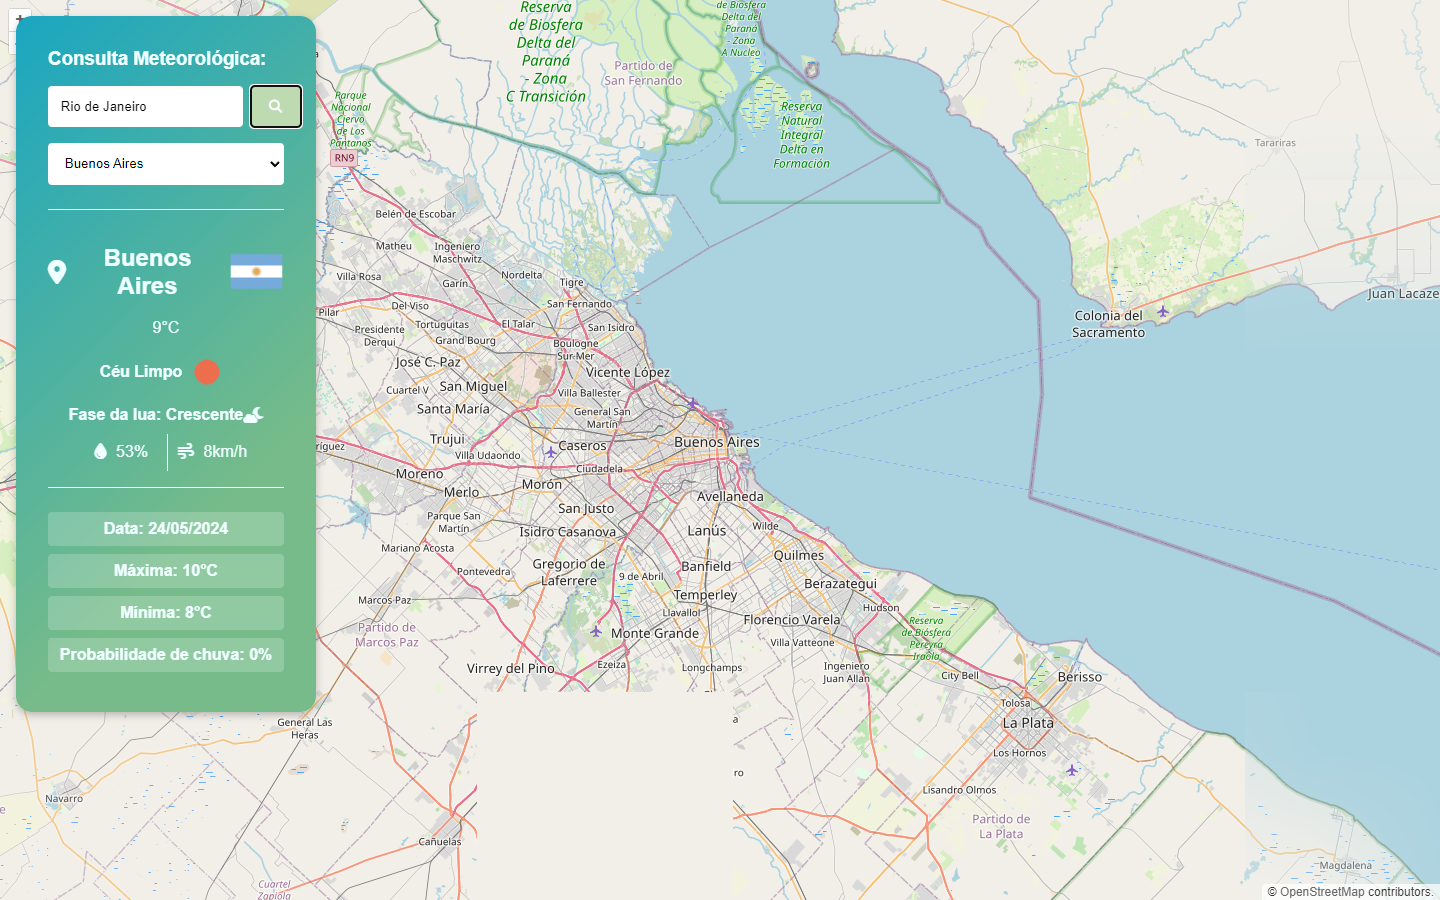 Consulta Meteorológica:
Rio de Janeiro
Buenos Aires
Buenos
Aires
9°C
Céu Limpo
Fase da lua: Crescente
53%
8km/h
Data: 24/05/2024
Máxima: 10°C
Mínima: 8°C
Probabilidade de chuva: 0%
Reserva
de Biosfera
Delta del
Paraná
- Zona
C Transición
Reserva
de Biosfera
Delta del
Paraná
- Zona
A Nucleo
Partido de
San Fernando
Parque
Nacional
Ciervo
de Los
Pantanos
RN9
Reserva
Natural
Integral
Delta en
Formación
Tarariras
Belén de Escobar
Matheu
Ingeniero
Maschwitz
Villa Rosa
Garín
Nordelta
Tigre
Pilar
Del Viso
San Fernando
Juan Lacaze
Colonia del
Sacramento
Presidente
Derqui
Tortuguitas
El Talar
San Isidro
Grand Bourg
Boulogne
Sur-Mer
José C. Paz
Vicente López
Cuartel V
San Miguel
Villa Ballester
Santa María
General San
Martín
Trujui
Caseros
Buenos Aires
ríguez
Villa Udaondo
Moreno
Ciudadela
Merlo
Morón
Avellaneda
San Justo
Parque San
Martín
Isidro Casanova
Lanús
Wilde
Mariano Acosta
Quilmes
Gregorio de
Laferrere
Pontevedra
Banfield
9 de Abril
Berazategui
Marcos Paz
Temperley
Llavallol
Hudson
Partido de
Marcos Paz
Monte Grande
Florencio Varela
Reserva
de Biósfera
Pereyra
Iraola
Villa Vatteone
Virrey del Pino
Ezeiza
Longchamps
Ingeniero
Juan Allan
City Bell
Berisso
Tolosa
La Plata
Los Hornos
General Las
Heras
a
ro
Navarro
Lisandro Olmos
Partido de
La Plata
Cañuelas
Magdalena
Cuartel
Zapiola
© OpenStreetMap contributors.